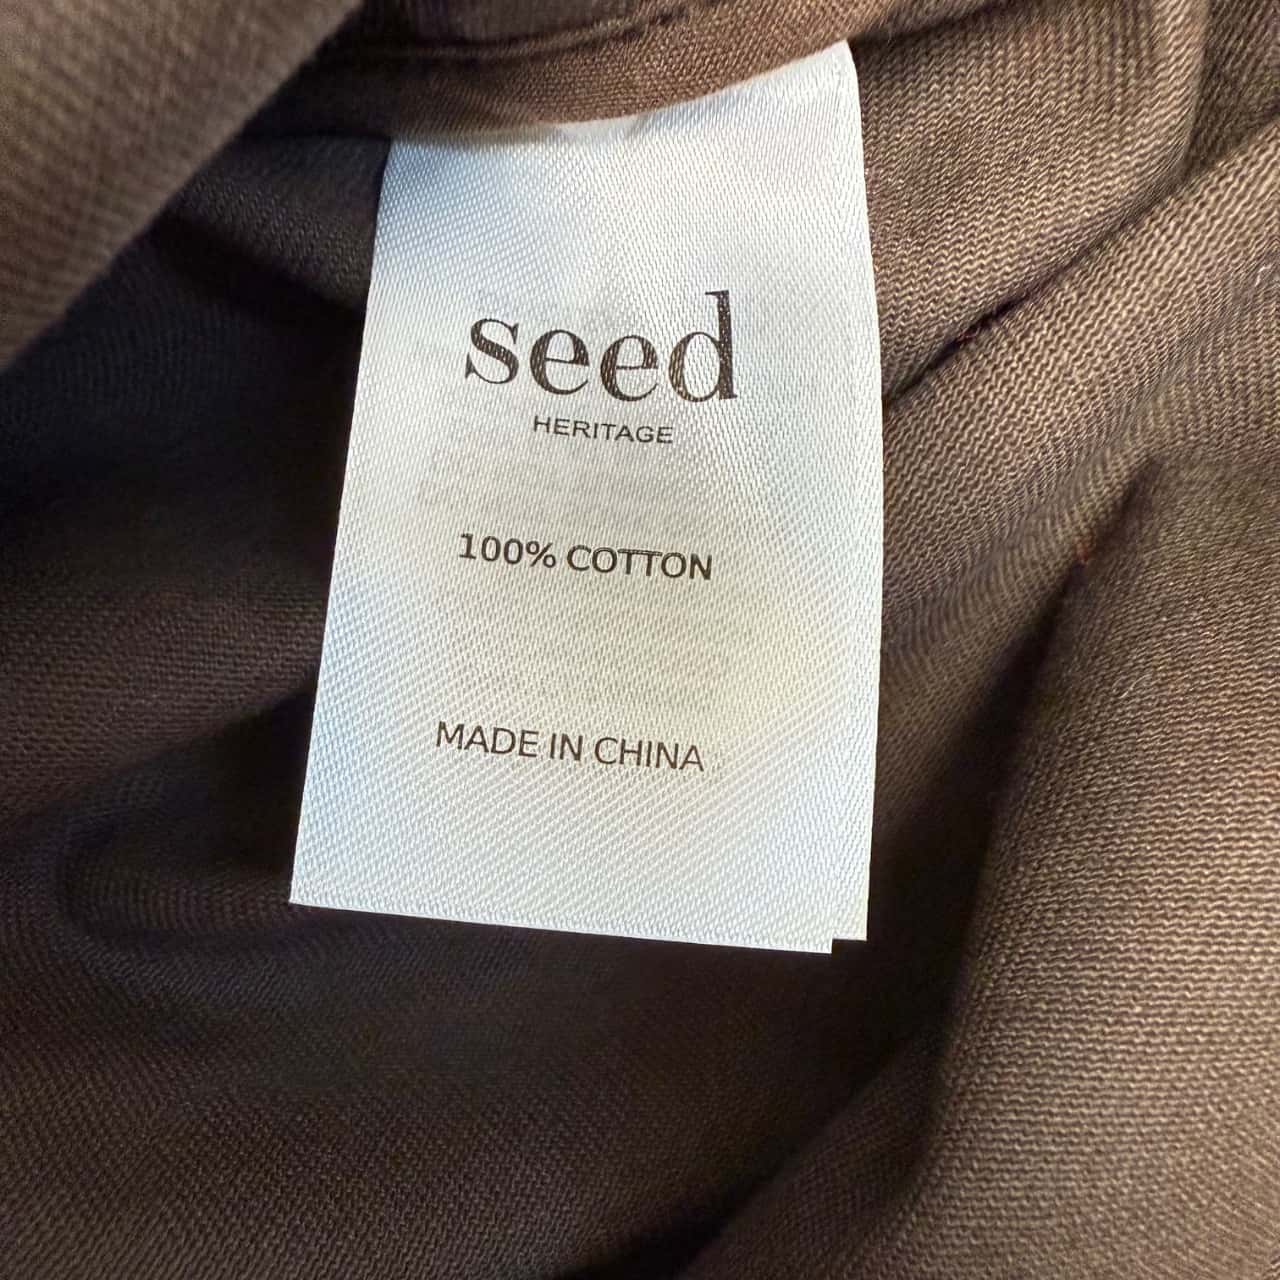 seed
HERITAGE
100% COTTON
MADE IN CHINA